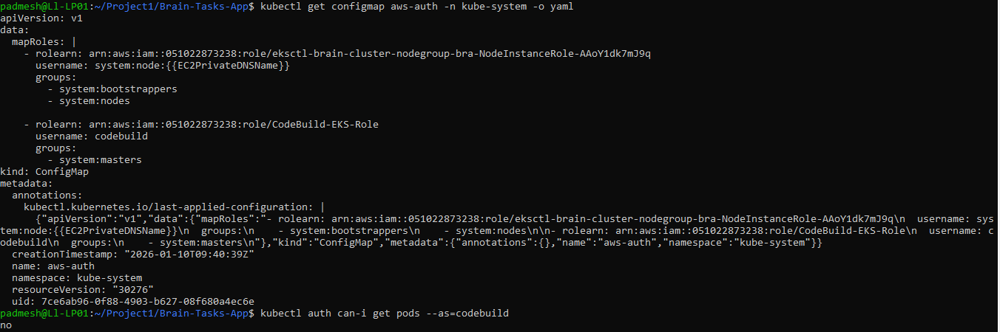 padmesh@Ll-LP01:~/Project1/Brain-Tasks-App$ kubectl get configmap aws-auth -n kube-system -o yaml
apiVersion: v1
data:
  mapRoles: |
    - rolearn: arn:aws:iam::051022873238:role/eksctl-brain-cluster-nodegroup-bra-NodeInstanceRole-AAoY1dk7mJ9q
      username: system:node:{{EC2PrivateDNSName}}
      groups:
        - system:bootstrappers
        - system:nodes

    - rolearn: arn:aws:iam::051022873238:role/CodeBuild-EKS-Role
      username: codebuild
      groups:
        - system:masters
kind: ConfigMap
metadata:
  annotations:
    kubectl.kubernetes.io/last-applied-configuration: |
      {"apiVersion":"v1","data":{"mapRoles":"- rolearn: arn:aws:iam::051022873238:role/eksctl-brain-cluster-nodegroup-bra-NodeInstanceRole-AAoY1dk7mJ9q\n  username: sys
tem:node:{{EC2PrivateDNSName}}\n  groups:\n    - system:bootstrappers\n    - system:nodes\n\n- rolearn: arn:aws:iam::051022873238:role/CodeBuild-EKS-Role\n  username: c
odebuild\n  groups:\n    - system:masters\n"},"kind":"ConfigMap","metadata":{"annotations":{},"name":"aws-auth","namespace":"kube-system"}}
  creationTimestamp: "2026-01-10T09:40:39Z"
  name: aws-auth
  namespace: kube-system
  resourceVersion: "30276"
  uid: 7ce6ab96-0f88-4903-b627-08f680a4ec6e
padmesh@Ll-LP01:~/Project1/Brain-Tasks-App$ kubectl auth can-i get pods --as=codebuild
no